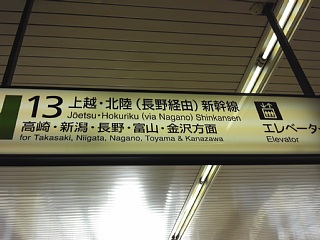 13 上越・北陸（長野経由）新幹線
Jōetsu・Hokuriku (via Nagano) Shinkansen
高崎・新潟・長野・富山・金沢方面
for Takasaki, Niigata, Nagano, Toyama & Kanazawa
エレベーター
Elevator